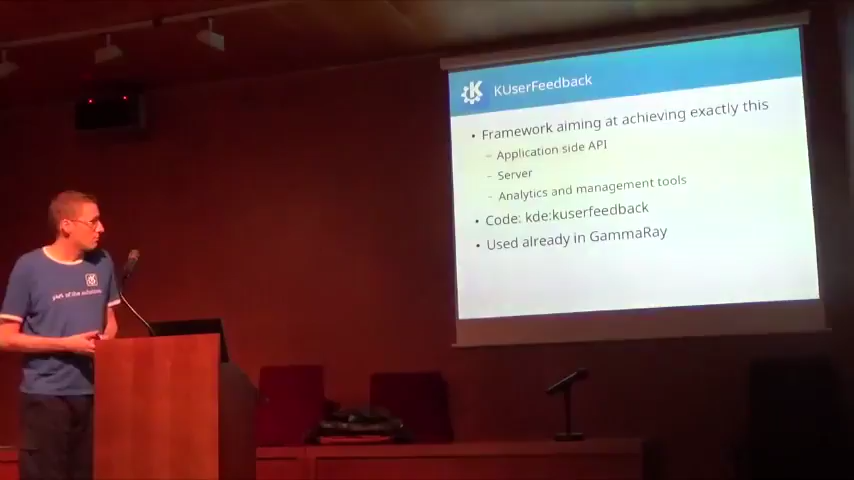 KUserFeedback
• Framework aiming at achieving exactly this
– Application side API
– Server
– Analytics and management tools
• Code: kde:kuserfeedback
• Used already in GammaRay
part of the solution.